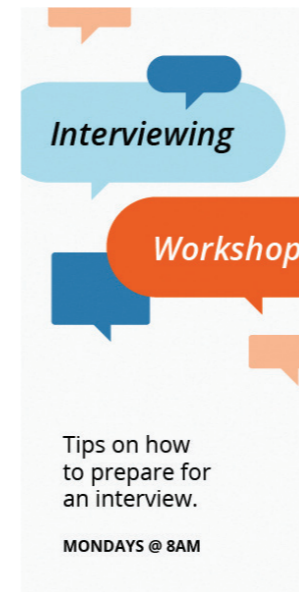 Interviewing
Workshop
Tips on how
to prepare for
an interview.
MONDAYS @ 8AM